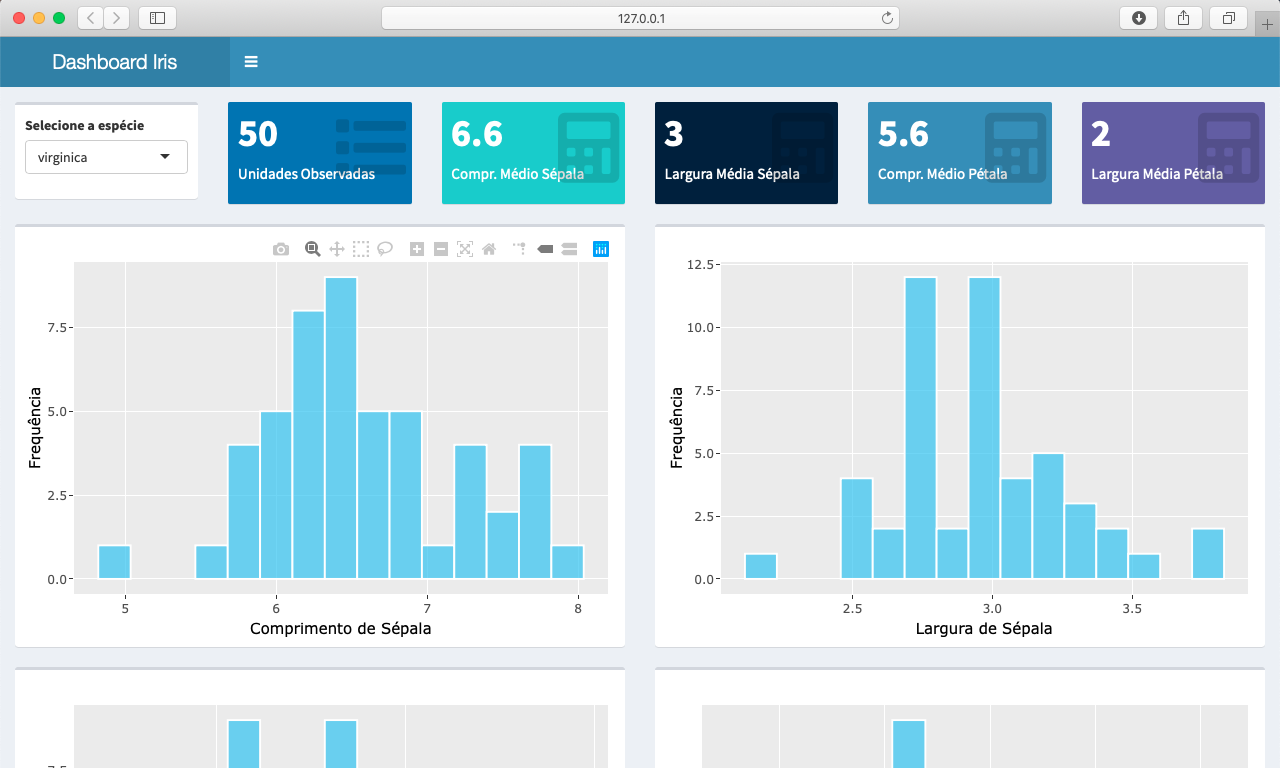 127.0.0.1
Dashboard Iris
Selecione a espécie
virginica
50
Unidades Observadas
6.6
Compr. Médio Sépala
3
Largura Média Sépala
5.6
Compr. Médio Pétala
2
Largura Média Pétala
7.5
5.0
2.5
0.0
Frequência
5 6 7 8
Comprimento de Sépala
12.5
10.0
7.5
5.0
2.5
0.0
Frequência
2.5 3.0 3.5
Largura de Sépala